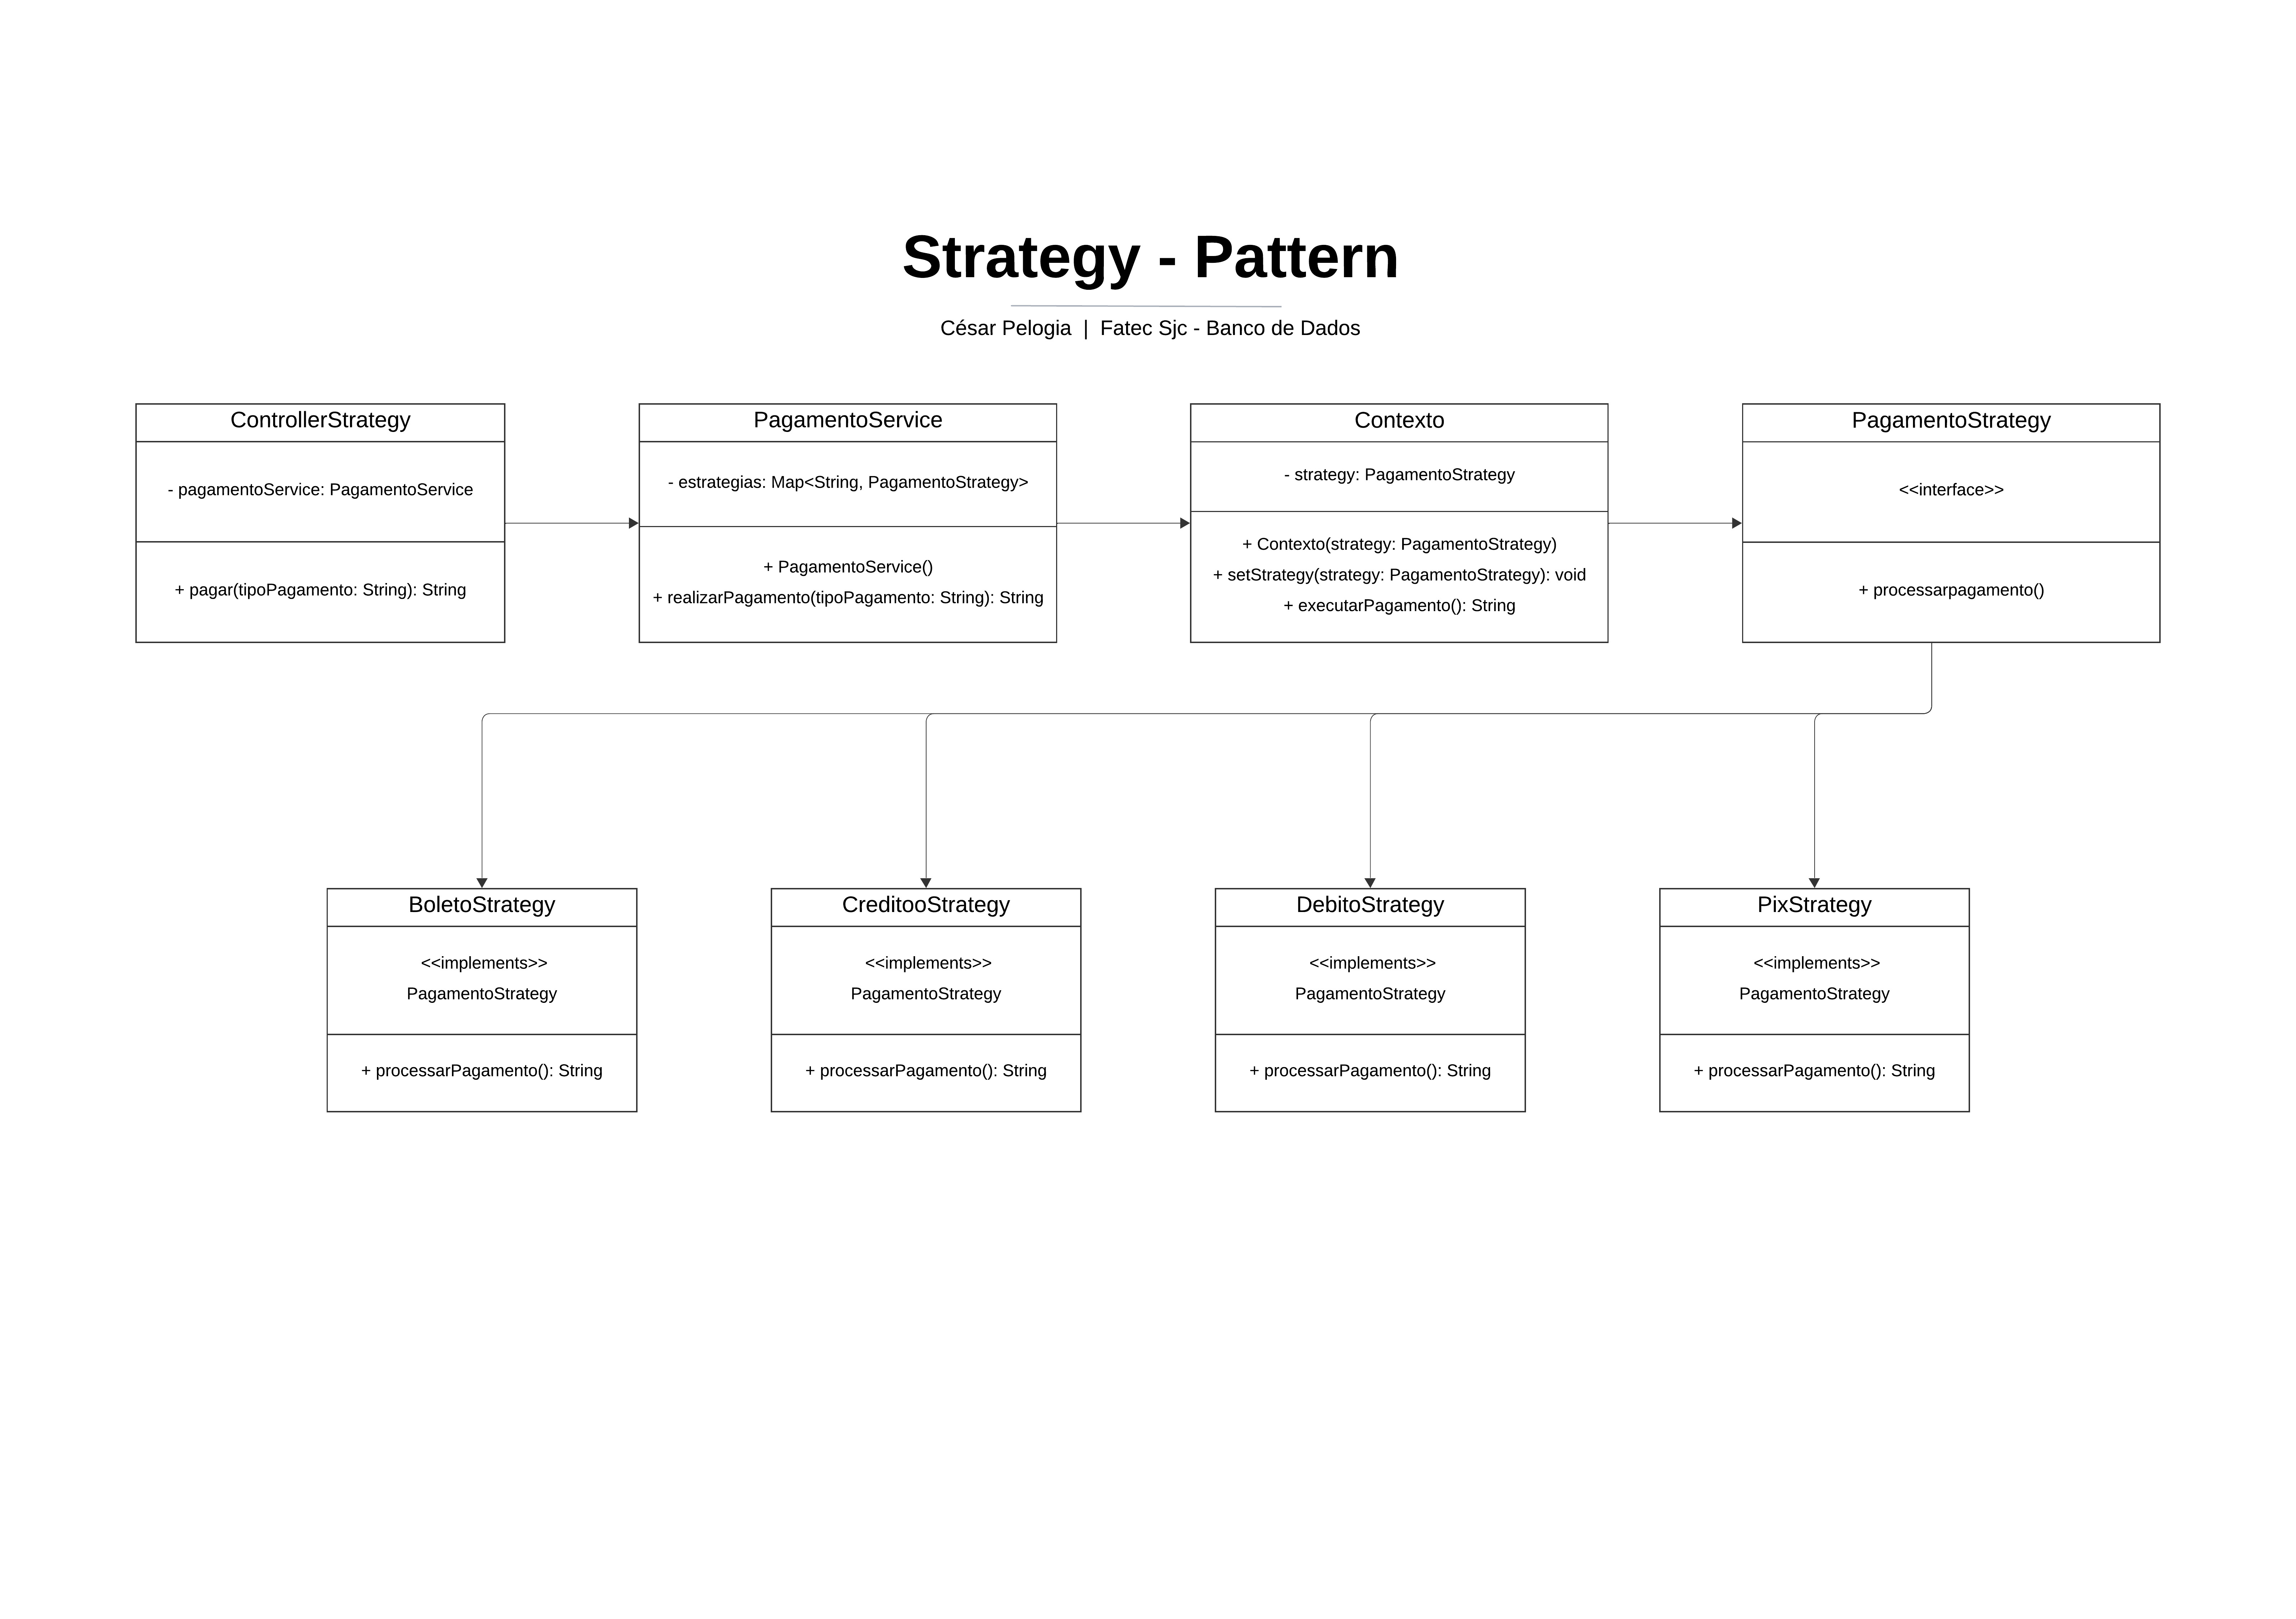 Strategy - Pattern
César Pelogia | Fatec Sjc - Banco de Dados
ControllerStrategy
- pagamentoService: PagamentoService
+ pagar(tipoPagamento: String): String
PagamentoService
- estrategias: Map<String, PagamentoStrategy>
+ PagamentoService()
+ realizarPagamento(tipoPagamento: String): String
Contexto
- strategy: PagamentoStrategy
+ Contexto(strategy: PagamentoStrategy)
+ setStrategy(strategy: PagamentoStrategy): void
+ executarPagamento(): String
PagamentoStrategy
<<interface>>
+ processarpagamento()
BoletoStrategy
<<implements>>
PagamentoStrategy
+ processarPagamento(): String
CreditooStrategy
<<implements>>
PagamentoStrategy
+ processarPagamento(): String
DebitoStrategy
<<implements>>
PagamentoStrategy
+ processarPagamento(): String
PixStrategy
<<implements>>
PagamentoStrategy
+ processarPagamento(): String